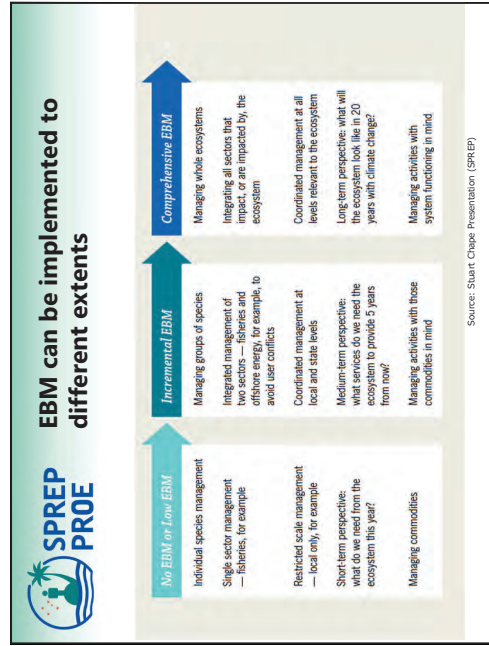 SPREP
PROE
EBM can be implemented to
different extents
No EBM or Low EBM
Individual species management
Single sector management
— fisheries, for example
Restricted scale management
— local only, for example
Short-term perspective:
what do we need from the
ecosystem this year?
Managing commodities
Incremental EBM
Managing groups of species
Integrated management of
two sectors — fisheries and
offshore energy, for example, to
avoid user conflicts
Coordinated management at
local and state levels
Medium-term perspective:
what services do we need the
ecosystem to provide 5 years
from now?
Managing activities with those
commodities in mind
Comprehensive EBM
Managing whole ecosystems
Integrating all sectors that
impact, or are impacted by, the
ecosystem
Coordinated management at all
levels relevant to the ecosystem
Long-term perspective: what will
the ecosystem look like in 20
years with climate change?
Managing activities with
system functioning in mind
Source: Stuart Chape Presentation (SPREP)